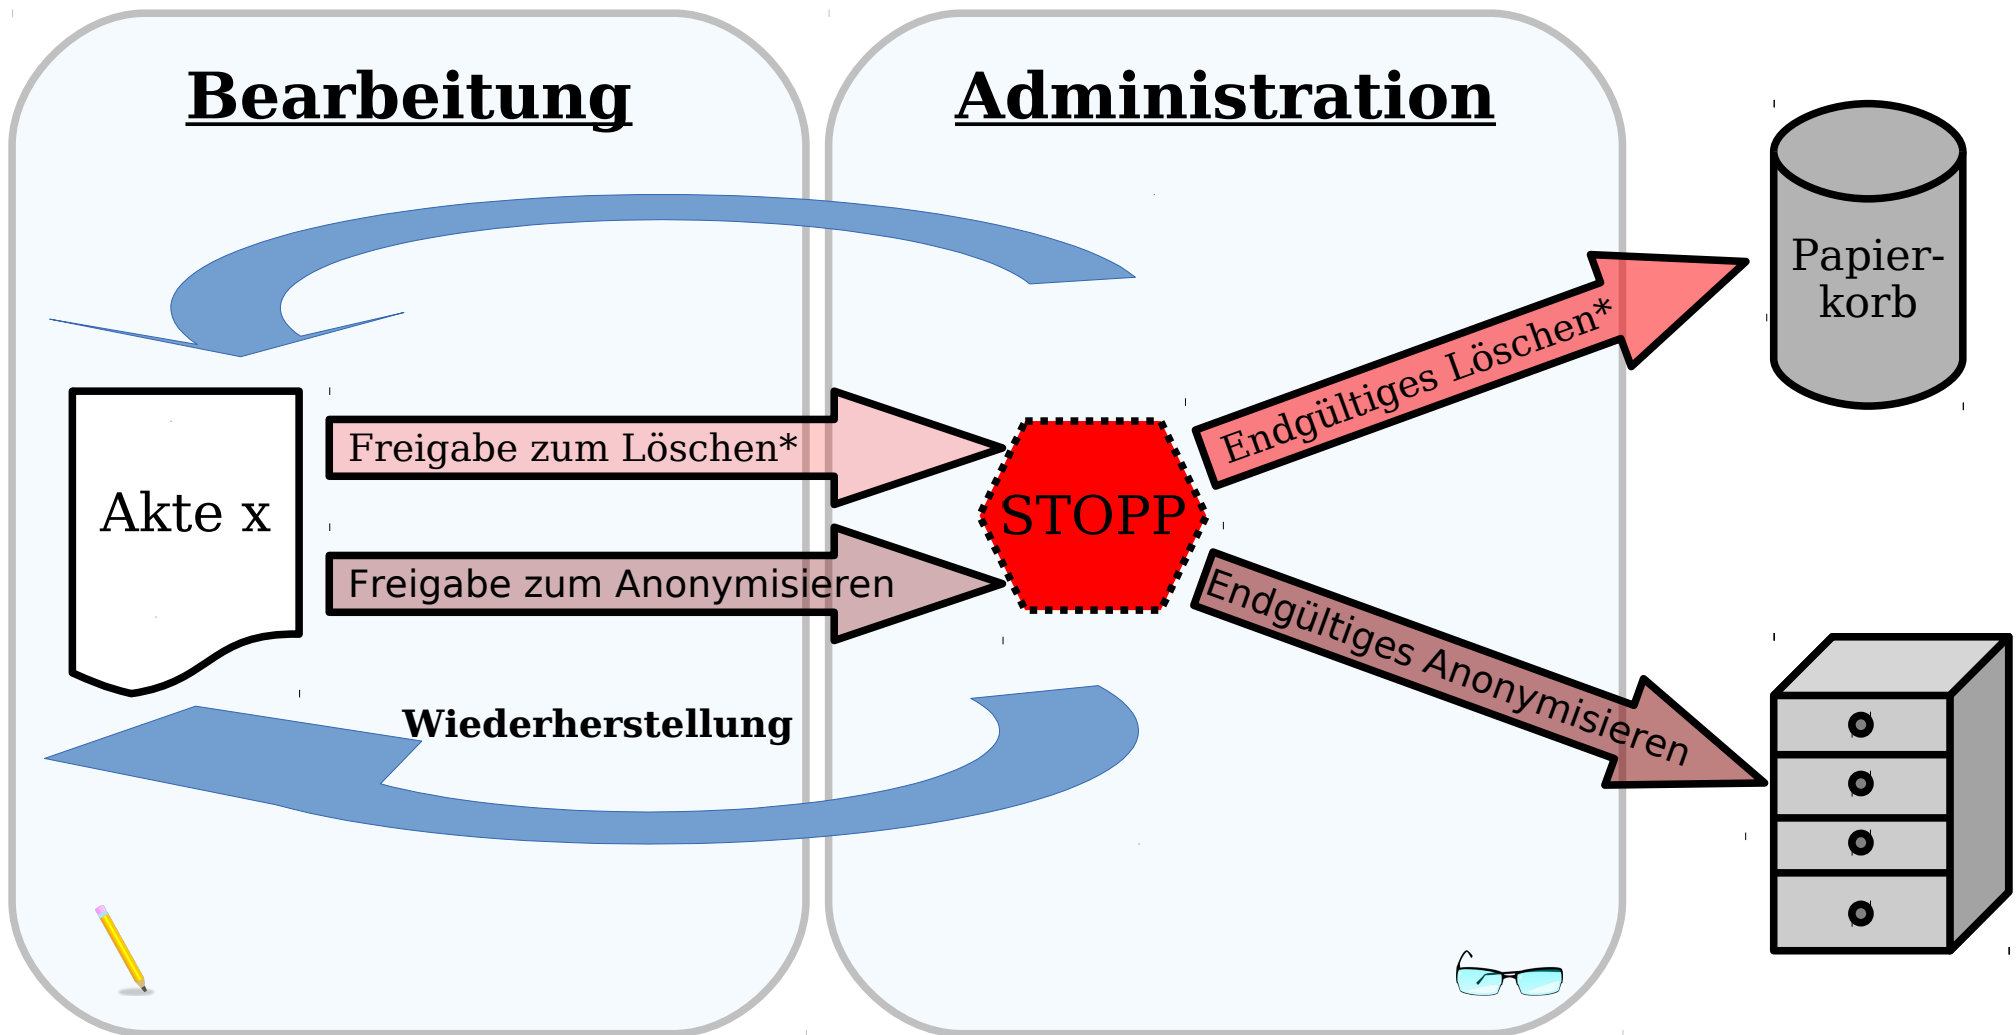 Bearbeitung
Administration
Papier-
korb
Endgültiges Löschen*
Freigabe zum Löschen*
Akte x
STOPP
Freigabe zum Anonymisieren
Endgültiges Anonymisieren
Wiederherstellung